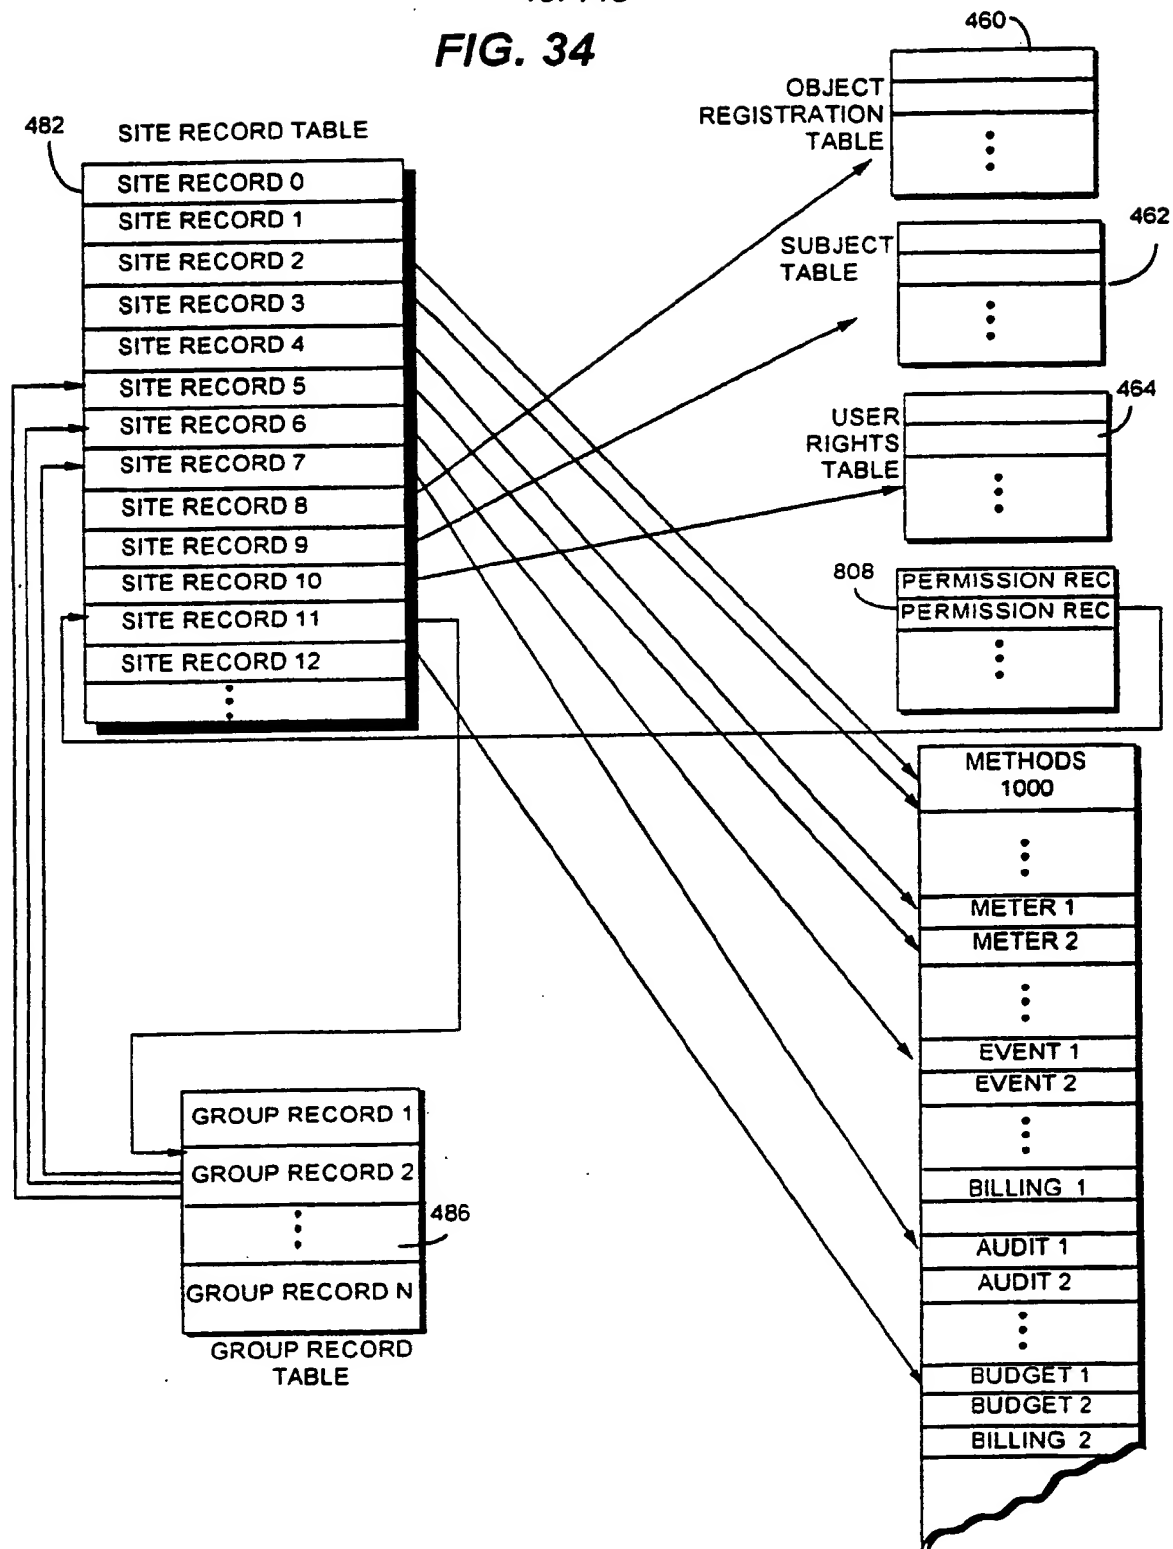 FIG. 34
482
SITE RECORD TABLE
SITE RECORD 0
SITE RECORD 1
SITE RECORD 2
SITE RECORD 3
SITE RECORD 4
SITE RECORD 5
SITE RECORD 6
SITE RECORD 7
SITE RECORD 8
SITE RECORD 9
SITE RECORD 10
SITE RECORD 11
SITE RECORD 12
460
OBJECT
REGISTRATION
TABLE
462
SUBJECT
TABLE
464
USER
RIGHTS
TABLE
808
PERMISSION REC
PERMISSION REC
METHODS
1000
METER 1
METER 2
EVENT 1
EVENT 2
BILLING 1
AUDIT 1
AUDIT 2
BUDGET 1
BUDGET 2
BILLING 2
GROUP RECORD 1
GROUP RECORD 2
486
GROUP RECORD N
GROUP RECORD
TABLE